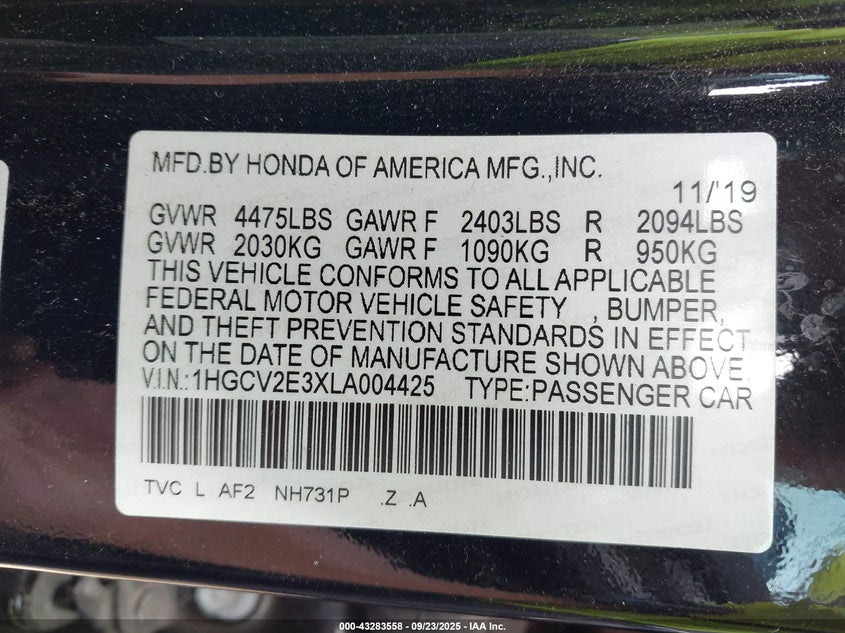 MFD.BY HONDA OF AMERICA MFG.,INC.
11/'19
GVWR 4475LBS GAWR F 2403LBS R 2094LBS
GVWR 2030KG GAWR F 1090KG R 950KG
THIS VEHICLE CONFORMS TO ALL APPLICABLE
FEDERAL MOTOR VEHICLE SAFETY , BUMPER,
AND THEFT PREVENTION STANDARDS IN EFFECT
ON THE DATE OF MANUFACTURE SHOWN ABOVE.
V.I.N.:1HGCV2E3XLA004425 TYPE:PASSENGER CAR
TVC L AF2 NH731P .Z .A
000-43283558 - 09/23/2025 - IAA Inc.